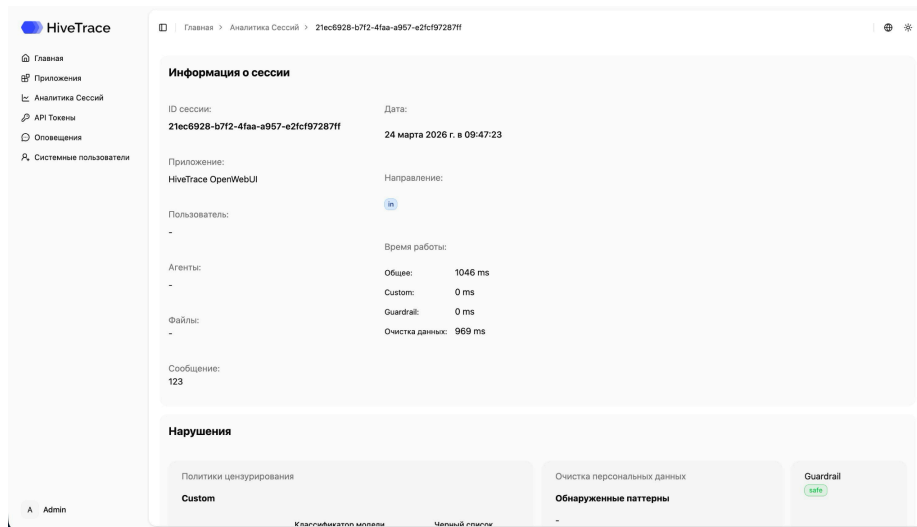 HiveTrace
Главная
Приложения
Аналитика Сессий
API Токены
Оповещения
Системные пользователи
A Admin
Главная > Аналитика Сессий > 21ec6928-b7f2-4faa-a957-e2fcf97287ff
Информация о сессии
ID сессии:
21ec6928-b7f2-4faa-a957-e2fcf97287ff
Приложение:
HiveTrace OpenWebUI
Пользователь:
-
Агенты:
-
Файлы:
-
Сообщение:
123
Дата:
24 марта 2026 г. в 09:47:23
Направление:
in
Время работы:
Общее: 1046 ms
Custom: 0 ms
Guardrail: 0 ms
Очистка данных: 969 ms
Нарушения
Политики цензурирования
Custom
Классификатор модели Черный список
Очистка персональных данных
Обнаруженные паттерны
-
Guardrail
safe